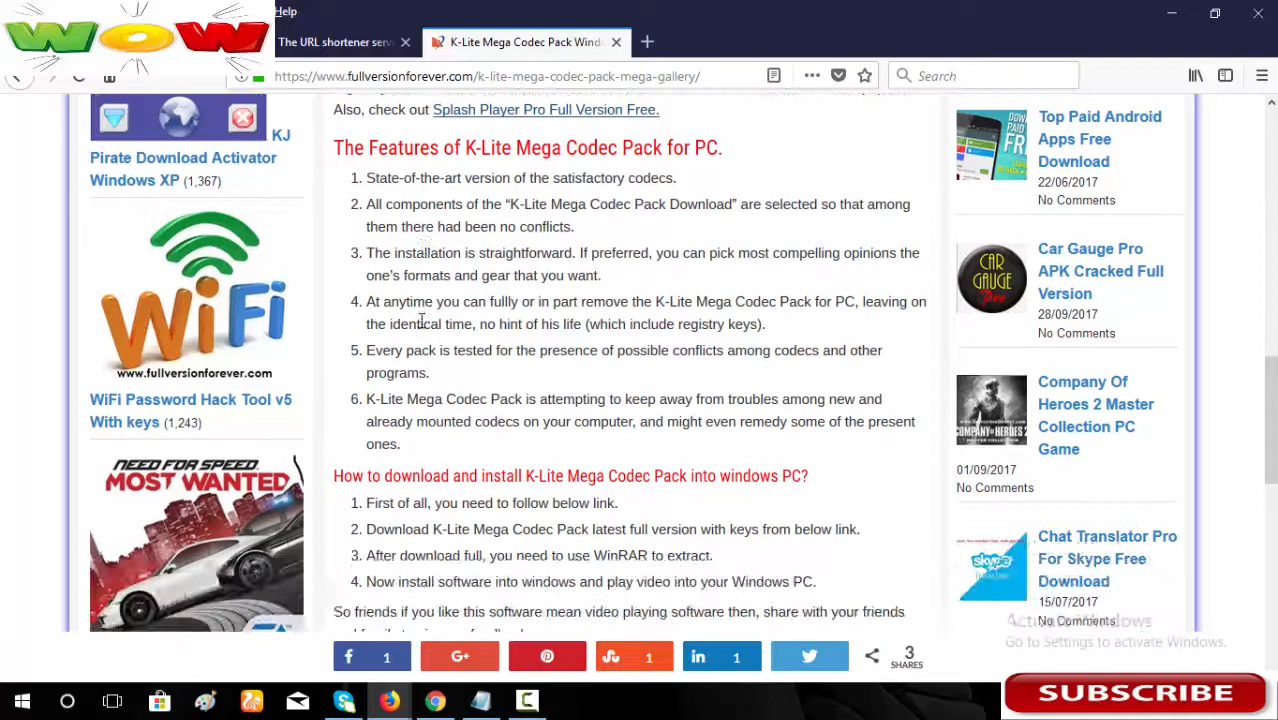 WOW
Help
The URL shortener serv
K-Lite Mega Codec Pack Windo
https://www.fullversionforever.com/k-lite-mega-codec-pack-mega-gallery/
Search
KJ
Pirate Download Activator
Windows XP (1,367)
WiFi
www.fullversionforever.com
WiFi Password Hack Tool v5
With keys (1,243)
NEED FOR SPEED
MOST WANTED
EA
Also, check out Splash Player Pro Full Version Free.
The Features of K-Lite Mega Codec Pack for PC.
1. State-of-the-art version of the satisfactory codecs.
2. All components of the “K-Lite Mega Codec Pack Download” are selected so that among
them there had been no conflicts.
3. The installation is straightforward. If preferred, you can pick most compelling opinions the
one’s formats and gear that you want.
4. At anytime you can fullly or in part remove the K-Lite Mega Codec Pack for PC, leaving on
the identical time, no hint of his life (which include registry keys).
5. Every pack is tested for the presence of possible conflicts among codecs and other
programs.
6. K-Lite Mega Codec Pack is attempting to keep away from troubles among new and
already mounted codecs on your computer, and might even remedy some of the present
ones.
How to download and install K-Lite Mega Codec Pack into windows PC?
1. First of all, you need to follow below link.
2. Download K-Lite Mega Codec Pack latest full version with keys from below link.
3. After download full, you need to use WinRAR to extract.
4. Now install software into windows and play video into your Windows PC.
So friends if you like this software mean video playing software then, share with your friends
Top Paid Android
Apps Free
Download
22/06/2017
No Comments
CAR
GAUGE
Pro
Car Gauge Pro
APK Cracked Full
Version
28/09/2017
No Comments
COMPANY OF
HEROES 2
Company Of
Heroes 2 Master
Collection PC
Game
01/09/2017
No Comments
skype
Chat Translator Pro
For Skype Free
Download
15/07/2017
No Comments
Activate Windows
Go to Settings to activate Windows.
f 1
G+
1
in 1
3
SHARES
SUBSCRIBE